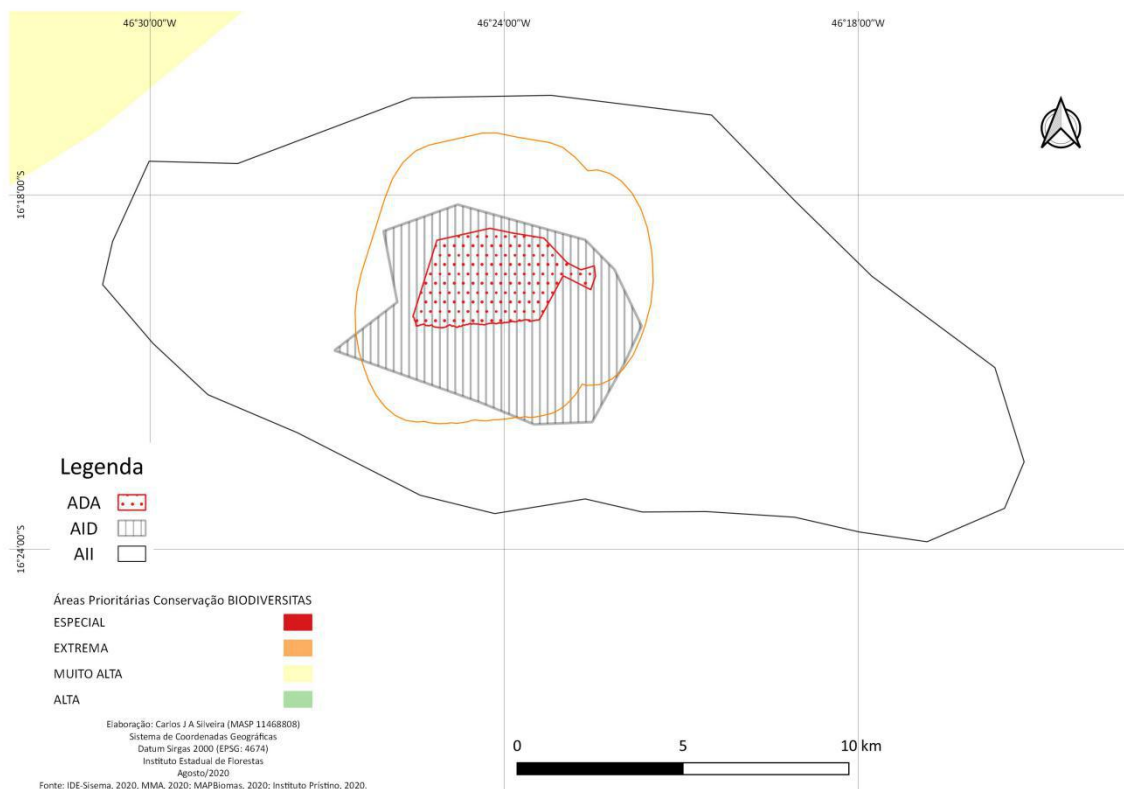 46°30'00"W
46°24'00"W
46°18'00"W
16°18'00"S
16°24'00"S
Legenda
ADA
AID
AII
Áreas Prioritárias Conservação BIODIVERSITAS
ESPECIAL
EXTREMA
MUITO ALTA
ALTA
Elaboração: Carlos J A Silveira (MASP 11468808)
Sistema de Coordenadas Geográficas
Datum Sirgas 2000 (EPSG: 4674)
Instituto Estadual de Florestas
Agosto/2020
Fonte: IDE-Sisema, 2020, MMA, 2020; MAPBiomas, 2020; Instituto Prístino, 2020.
0 5 10 km